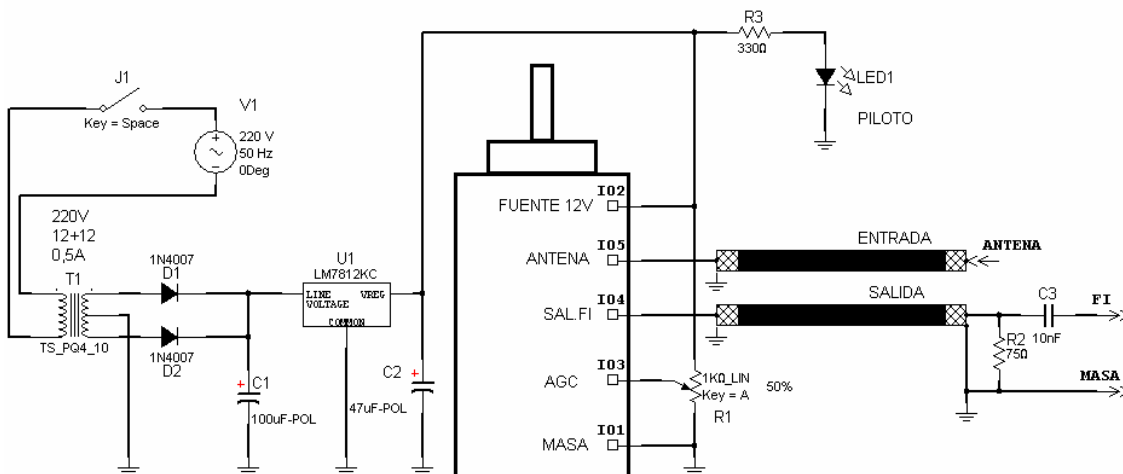 R3
330Ω
LED1
PILOTO
J1
Key = Space
V1
220 V
50 Hz
0Deg
220V
12+12
0,5A
T1
TS_PQ4_10
1N4007
D1
1N4007
D2
U1
LM7812KC
LINE VREG
VOLTAGE
COMMON
C1
100uF-POL
C2
47uF-POL
IO2
FUENTE 12V
IO5
ANTENA
IO4
SAL.FI
IO3
AGC
IO1
MASA
1KΩ_LIN
Key = A
50%
R1
ENTRADA
ANTENA
SALIDA
C3
10nF
FI
R2
75Ω
MASA